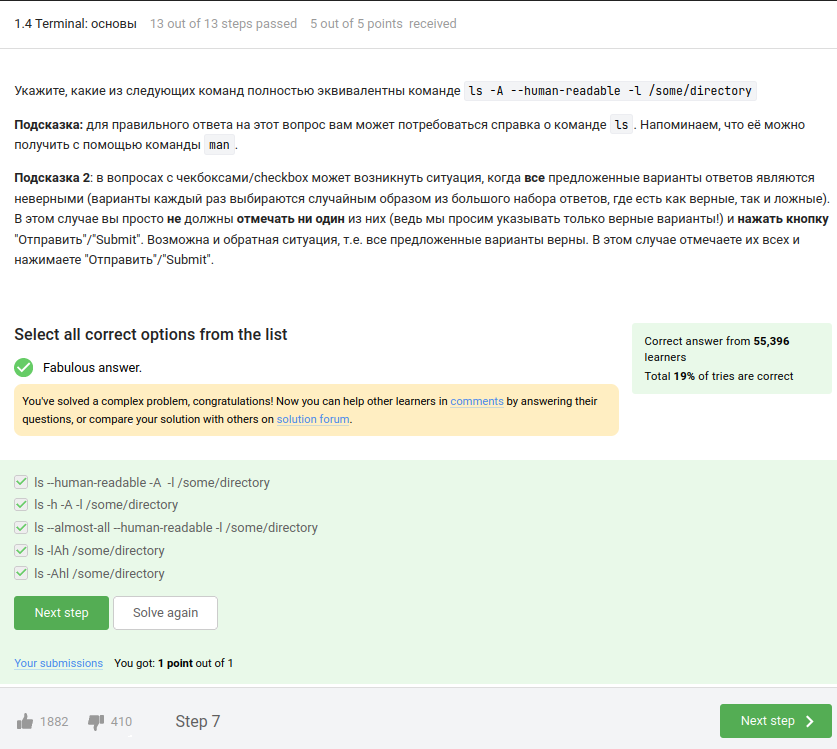 1.4 Terminal: основы 13 out of 13 steps passed 5 out of 5 points received
Укажите, какие из следующих команд полностью эквивалентны команде ls -A --human-readable -l /some/directory
Подсказка: для правильного ответа на этот вопрос вам может потребоваться справка о команде ls. Напоминаем, что её можно
получить с помощью команды man.
Подсказка 2: в вопросах с чекбоксами/checkbox может возникнуть ситуация, когда все предложенные варианты ответов являются
неверными (варианты каждый раз выбираются случайным образом из большого набора ответов, где есть как верные, так и ложные).
В этом случае вы просто не должны отмечать ни один из них (ведь мы просим указывать только верные варианты!) и нажать кнопку
"Отправить"/"Submit". Возможна и обратная ситуация, т.е. все предложенные варианты верны. В этом случае отмечаете их всех и
нажимаете "Отправить"/"Submit".
Select all correct options from the list
Fabulous answer.
You've solved a complex problem, congratulations! Now you can help other learners in comments by answering their
questions, or compare your solution with others on solution forum.
Correct answer from 55,396
learners
Total 19% of tries are correct
ls --human-readable -A -l /some/directory
ls -h -A -l /some/directory
ls --almost-all --human-readable -l /some/directory
ls -lAh /some/directory
ls -Ahl /some/directory
Next step Solve again
Your submissions You got: 1 point out of 1
1882 410 Step 7 Next step